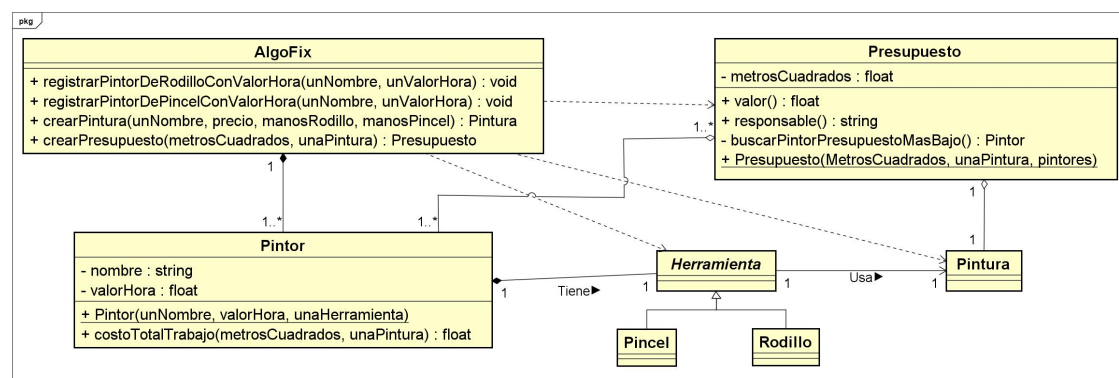 pkg
AlgoFix
+ registrarPintorDeRodilloConValorHora(unNombre, unValorHora) : void
+ registrarPintorDePincelConValorHora(unNombre, unValorHora) : void
+ crearPintura(unNombre, precio, manosRodillo, manosPincel) : Pintura
+ crearPresupuesto(metrosCuadrados, unaPintura) : Presupuesto
Presupuesto
- metrosCuadrados : float
+ valor() : float
+ responsable() : string
- buscarPintorPresupuestoMasBajo() : Pintor
+ Presupuesto(MetrosCuadrados, unaPintura, pintores)
1..*
1
1
1..*
1..*
1
Pintor
- nombre : string
- valorHora : float
+ Pintor(unNombre, valorHora, unaHerramienta)
+ costoTotalTrabajo(metrosCuadrados, unaPintura) : float
1
Tiene
1
Herramienta
1
Usa
1
Pintura
Pincel
Rodillo